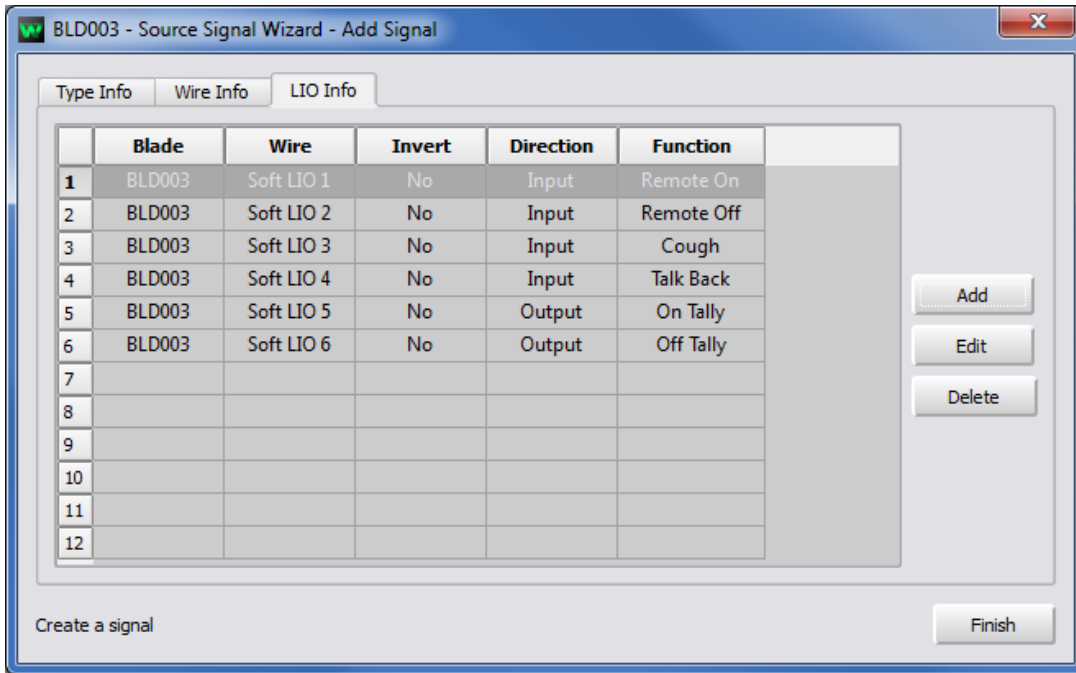 BLD003 - Source Signal Wizard - Add Signal
Type Info Wire Info LIO Info
Blade Wire Invert Direction Function
1 BLD003 Soft LIO 1 No Input Remote On
2 BLD003 Soft LIO 2 No Input Remote Off
3 BLD003 Soft LIO 3 No Input Cough
4 BLD003 Soft LIO 4 No Input Talk Back
5 BLD003 Soft LIO 5 No Output On Tally
6 BLD003 Soft LIO 6 No Output Off Tally
7
8
9
10
11
12
Add
Edit
Delete
Create a signal
Finish